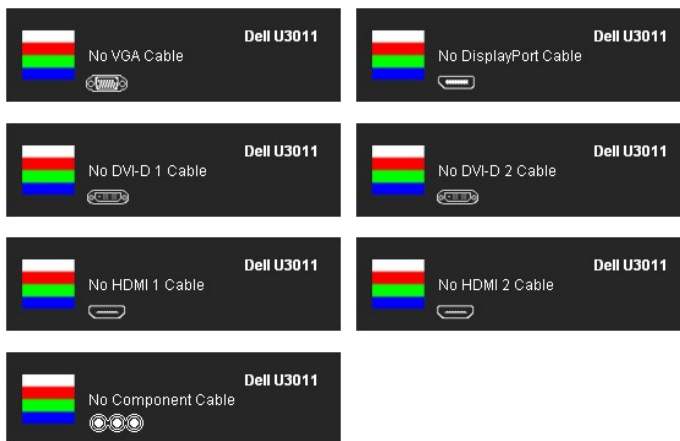 Dell U3011
No VGA Cable
Dell U3011
No DisplayPort Cable
Dell U3011
No DVI-D 1 Cable
Dell U3011
No DVI-D 2 Cable
Dell U3011
No HDMI 1 Cable
Dell U3011
No HDMI 2 Cable
Dell U3011
No Component Cable